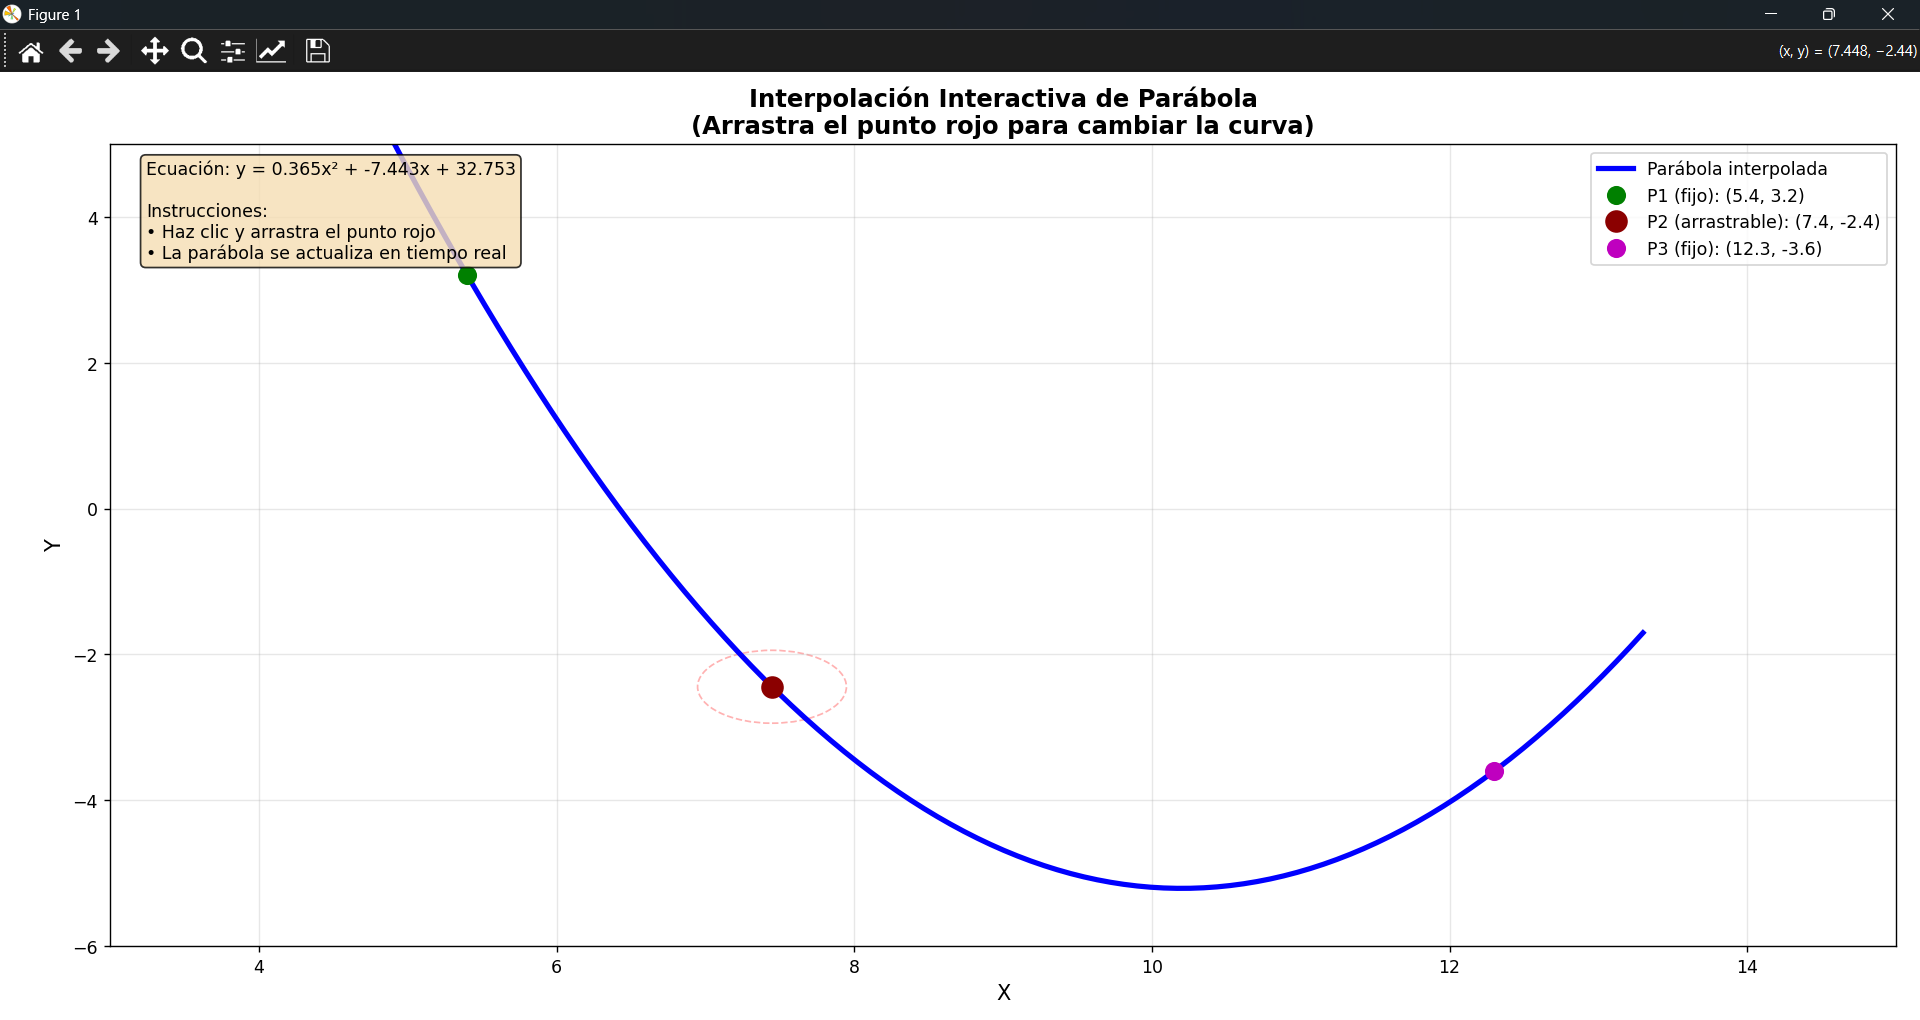 Figure 1
(x, y) = (7.448, −2.44)
Interpolación Interactiva de Parábola
(Arrastra el punto rojo para cambiar la curva)
Ecuación: y = 0.365x² + -7.443x + 32.753
Instrucciones:
• Haz clic y arrastra el punto rojo
• La parábola se actualiza en tiempo real
Parábola interpolada
P1 (fijo): (5.4, 3.2)
P2 (arrastrable): (7.4, -2.4)
P3 (fijo): (12.3, -3.6)
4
2
0
−2
−4
−6
Y
4 6 8 10 12 14
X